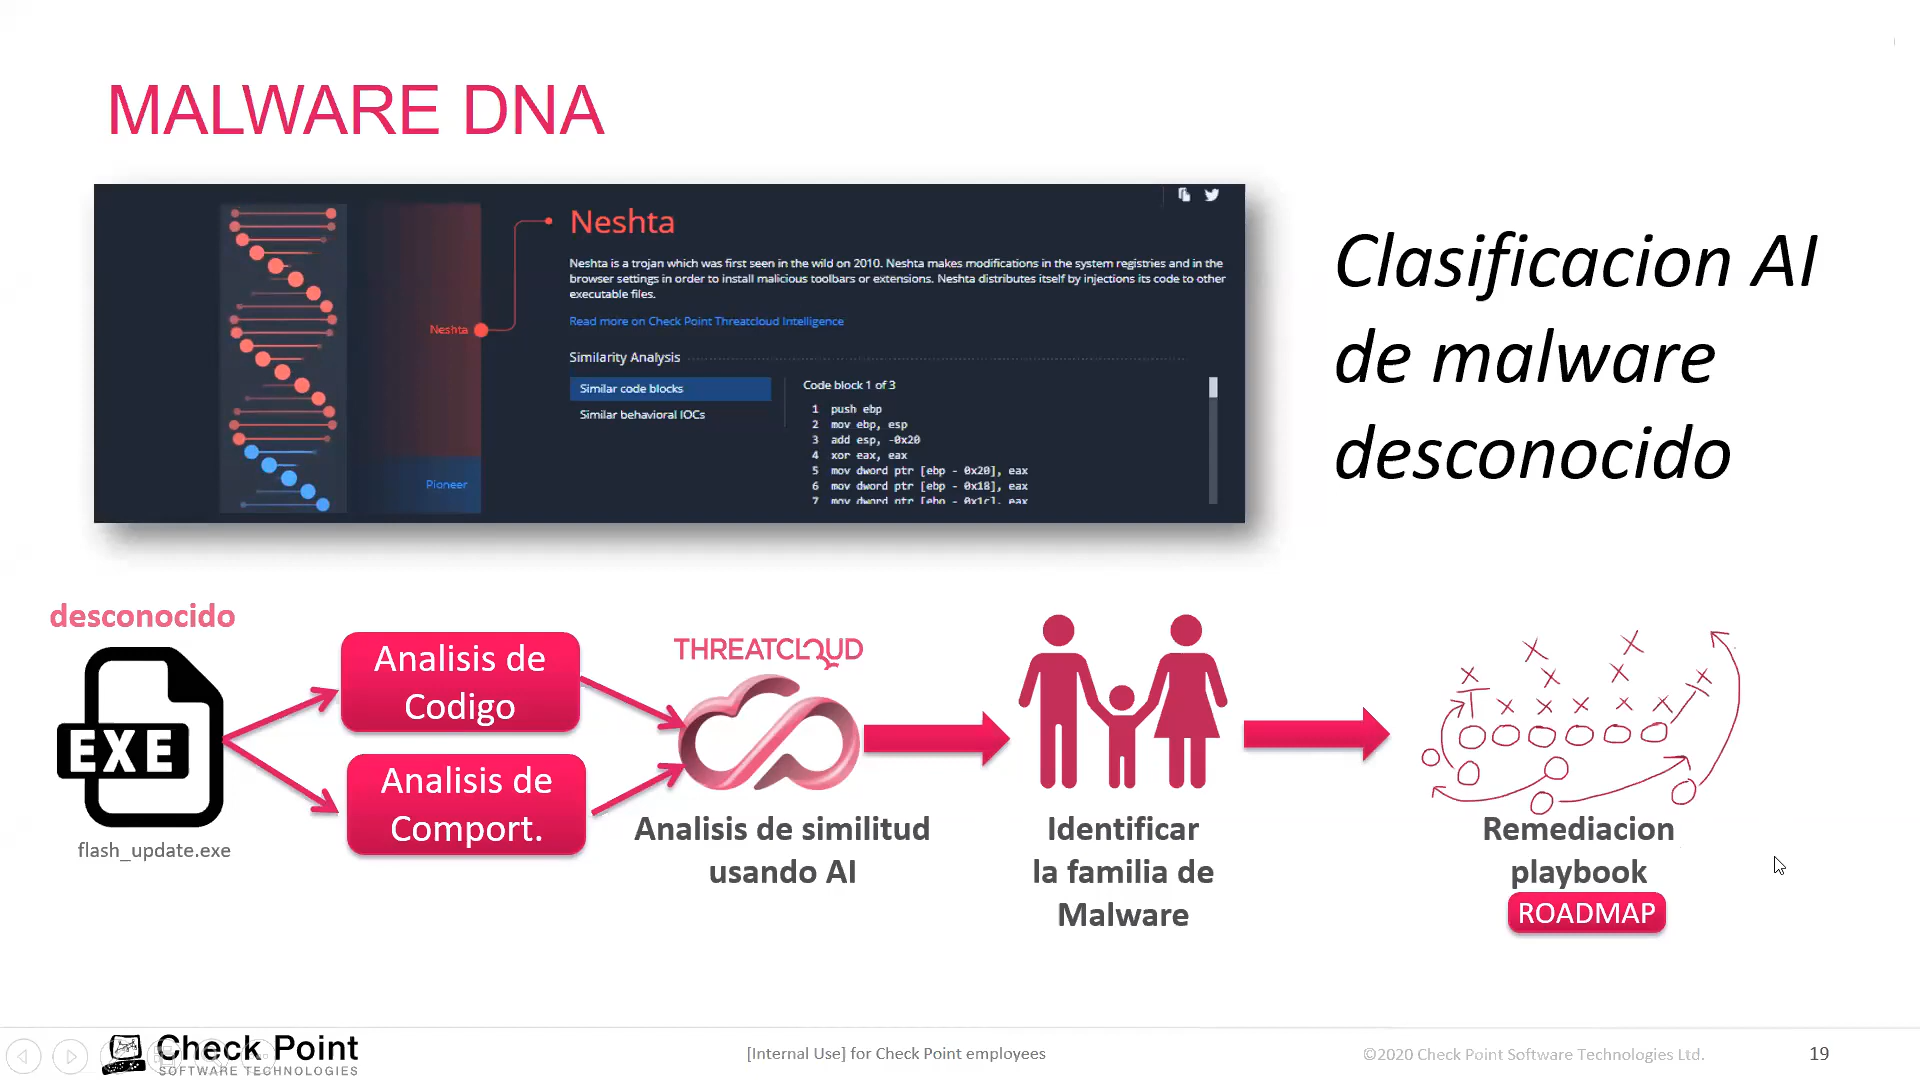 MALWARE DNA
Neshta
Neshta is a trojan which was first seen in the wild on 2010. Neshta makes modifications in the system registries and in the
browser settings in order to install malicious toolbars or extensions. Neshta distributes itself by injections its code to other
executable files.
Read more on Check Point Threatcloud Intelligence
Neshta
Pioneer
Similarity Analysis
Similar code blocks
Similar behavioral IOCs
Code block 1 of 3
1 push ebp
2 mov ebp, esp
3 add esp, -0x20
4 xor eax, eax
5 mov dword ptr [ebp - 0x20], eax
6 mov dword ptr [ebp - 0x18], eax
7 mov dword ptr [ebp - 0x1c], eax
Clasificacion AI
de malware
desconocido
desconocido
EXE
flash_update.exe
Analisis de
Codigo
Analisis de
Comport.
THREATCLOUD
Analisis de similitud
usando AI
Identificar
la familia de
Malware
Remediacion
playbook
ROADMAP
Check Point
SOFTWARE TECHNOLOGIES
[Internal Use] for Check Point employees
©2020 Check Point Software Technologies Ltd.
19